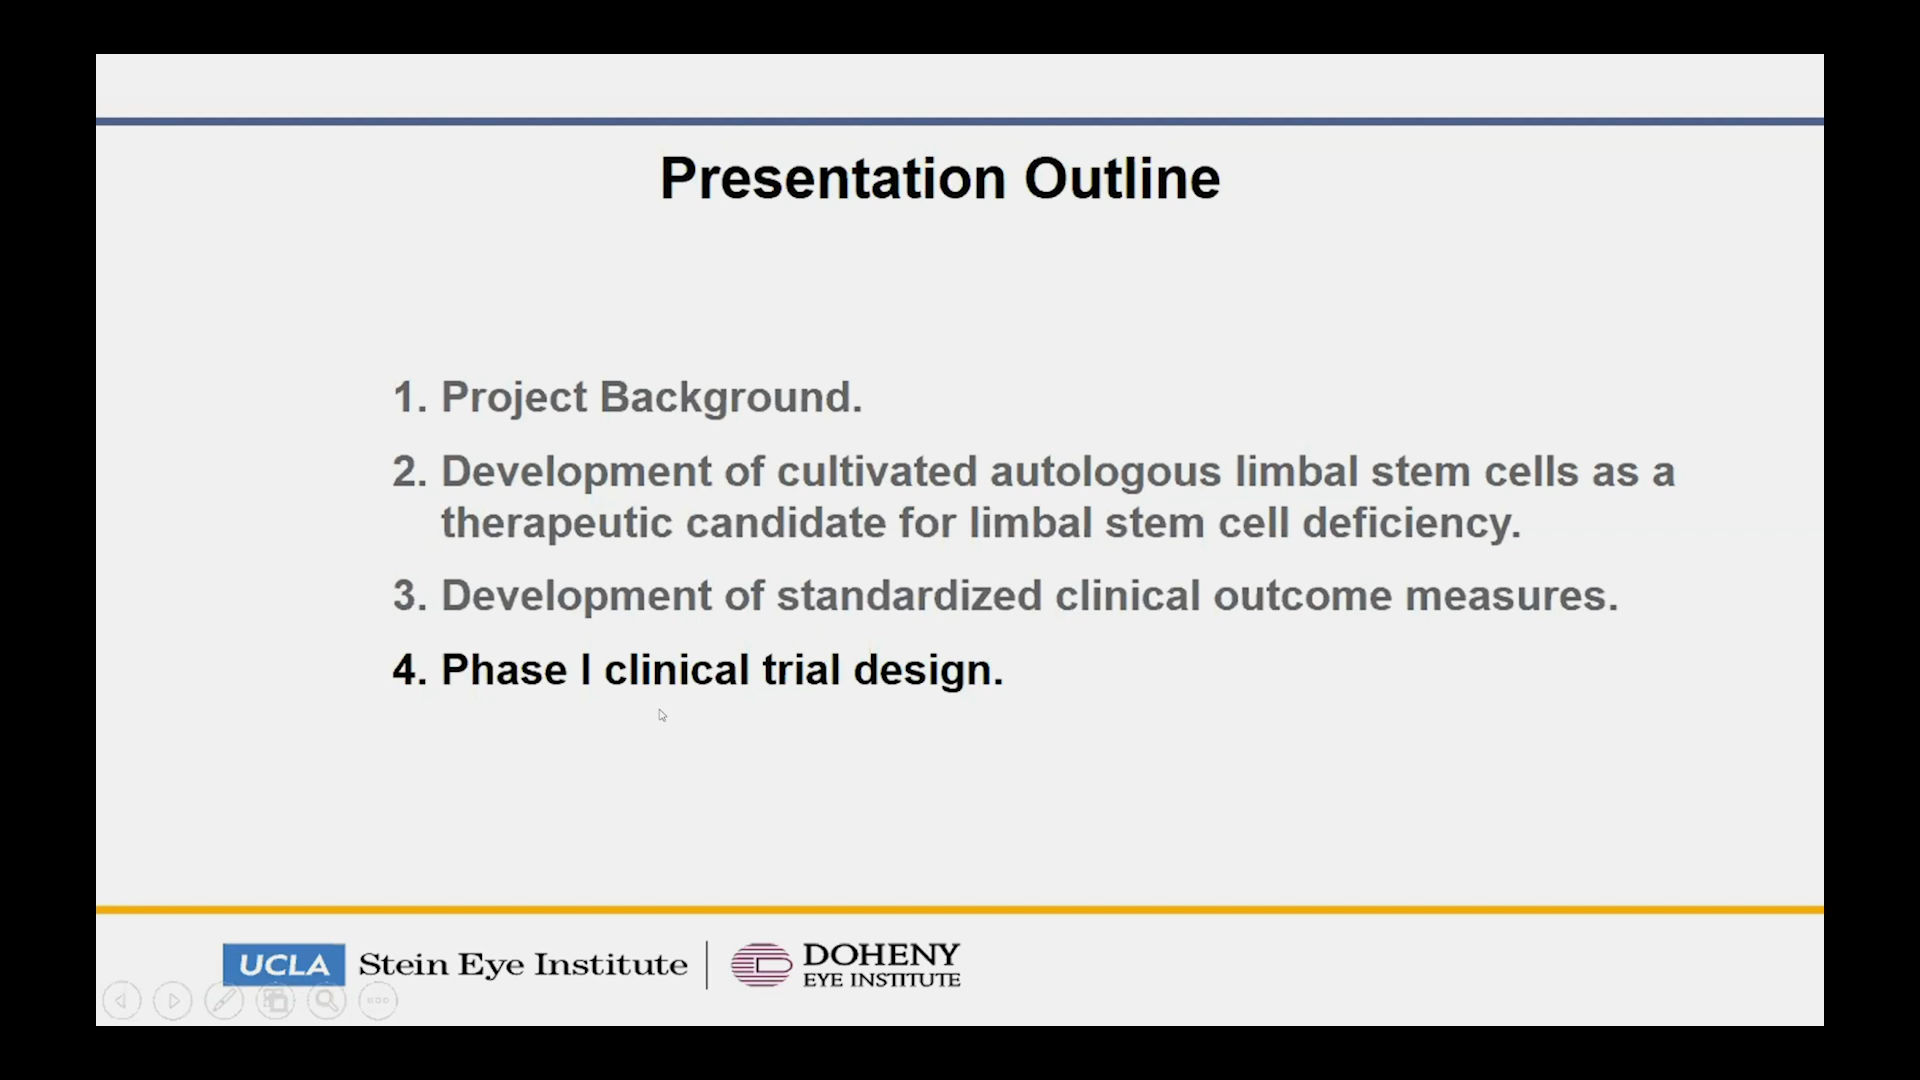 Presentation Outline
1. Project Background.
2. Development of cultivated autologous limbal stem cells as a
therapeutic candidate for limbal stem cell deficiency.
3. Development of standardized clinical outcome measures.
4. Phase I clinical trial design.
UCLA Stein Eye Institute DOHENY
EYE INSTITUTE